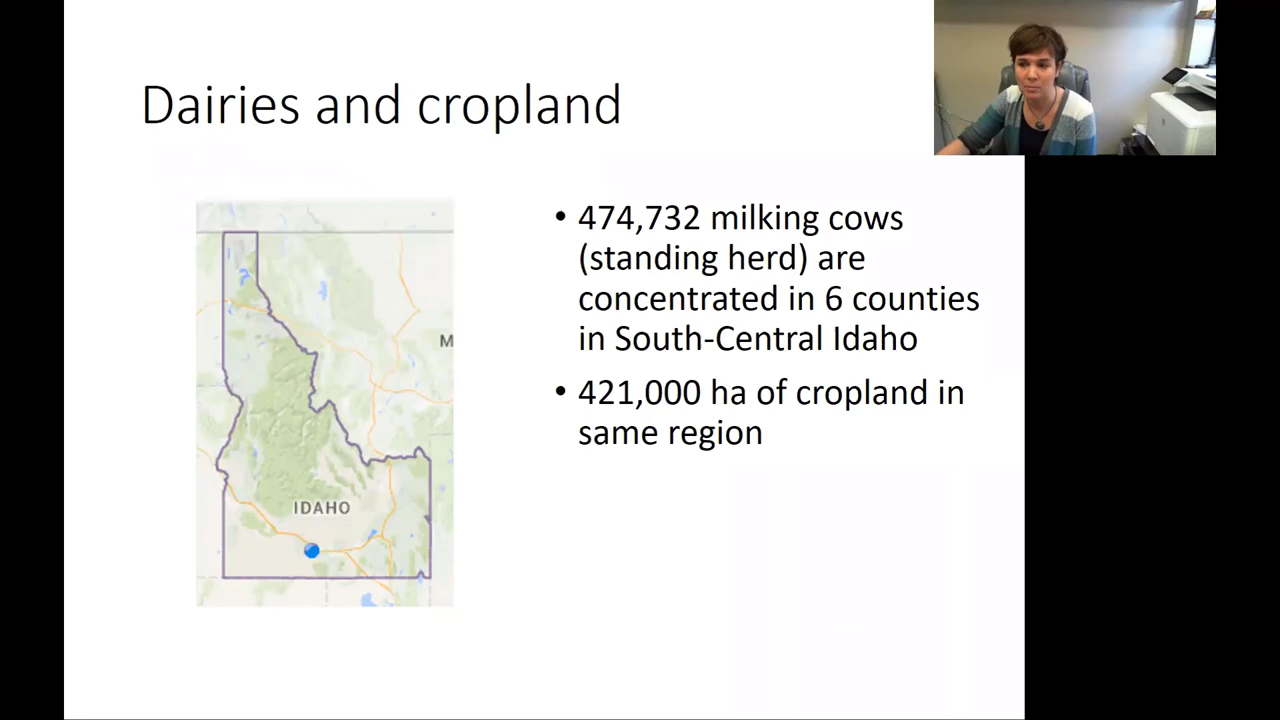 Dairies and cropland
• 474,732 milking cows
(standing herd) are
concentrated in 6 counties
in South-Central Idaho
• 421,000 ha of cropland in
same region
M
IDAHO